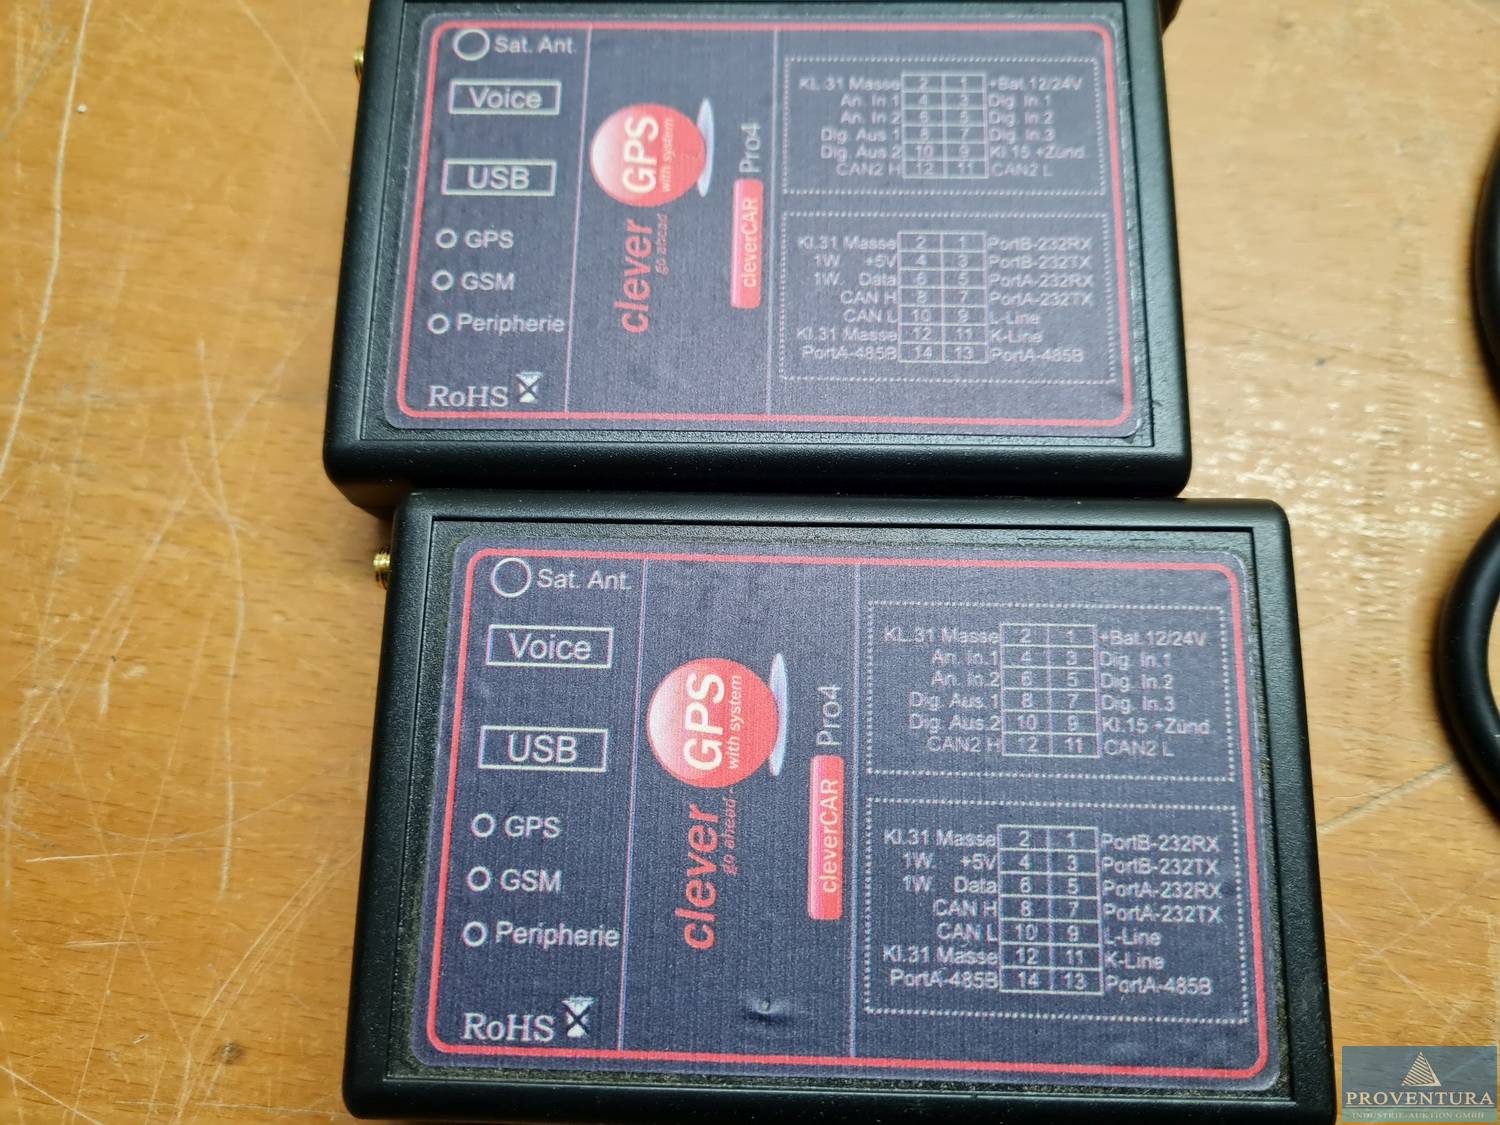 Sat. Ant.
Voice
USB
GPS
GSM
Peripherie
RoHS
clever GPS
go ahead with system
cleverCAR Pro4
KL.31 Masse 2 1 +Bat.12/24V
An. In.1 4 3 Dig. In.1
An. In.2 6 5 Dig. In.2
Dig. Aus.1 8 7 Dig. In.3
Dig. Aus.2 10 9 Kl.15 +Zünd.
CAN2 H 12 11 CAN2 L
Kl.31 Masse 2 1 PortB-232RX
1W. +5V 4 3 PortB-232TX
1W. Data 6 5 PortA-232RX
CAN H 8 7 PortA-232TX
CAN L 10 9 L-Line
Kl.31 Masse 12 11 K-Line
PortA-485B 14 13 PortA-485B
Sat. Ant.
Voice
USB
GPS
GSM
Peripherie
RoHS
clever GPS
go ahead - with system
cleverCAR Pro4
KL.31 Masse 2 1 +Bat.12/24V
An. In.1 4 3 Dig. In.1
An. In.2 6 5 Dig. In.2
Dig. Aus.1 8 7 Dig. In.3
Dig. Aus.2 10 9 Kl.15 +Zünd.
CAN2 H 12 11 CAN2 L
Kl.31 Masse 2 1 PortB-232RX
1W. +5V 4 3 PortB-232TX
1W. Data 6 5 PortA-232RX
CAN H 8 7 PortA-232TX
CAN L 10 9 L-Line
Kl.31 Masse 12 11 K-Line
PortA-485B 14 13 PortA-485B
PROVENTURA
INDUSTRIE-AUKTION GMBH